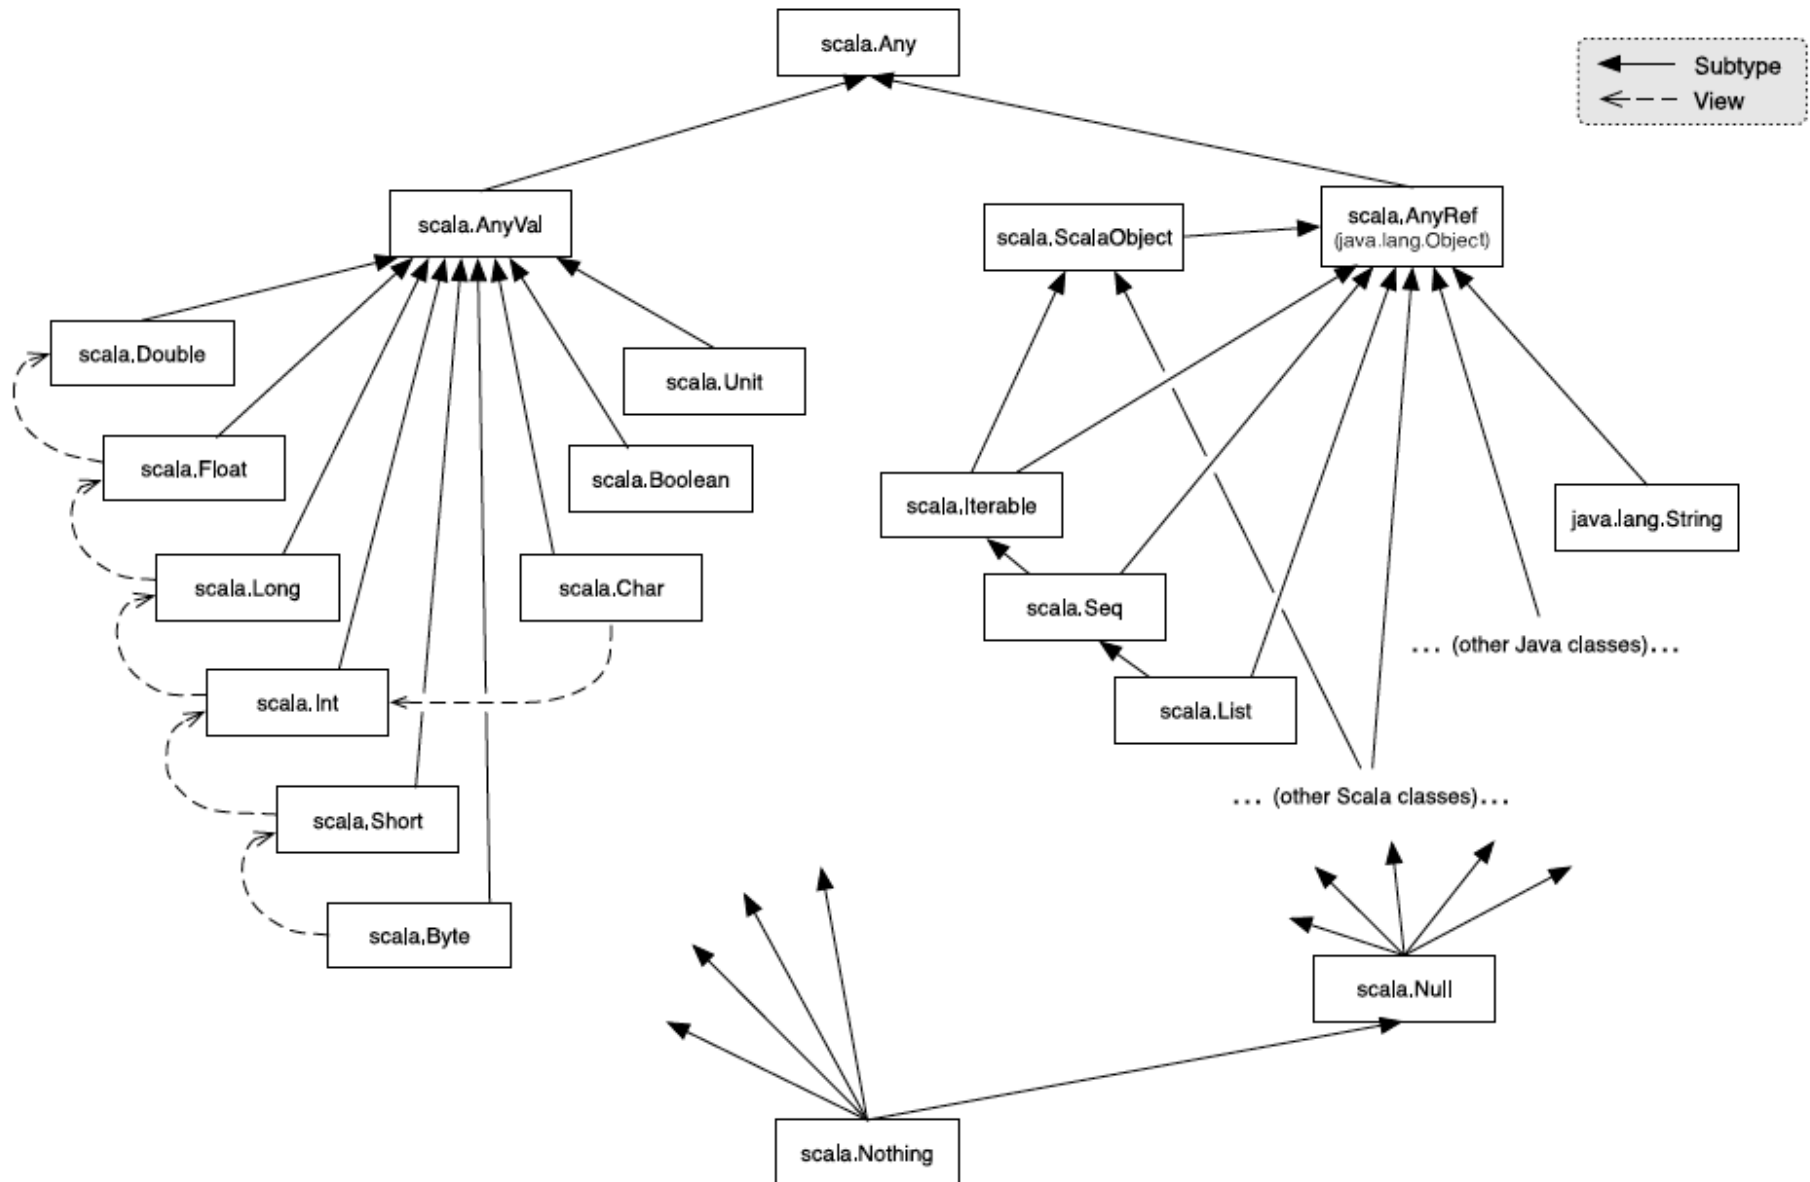 scala.Any
Subtype
View
scala.AnyVal
scala.ScalaObject
scala.AnyRef
(java.lang.Object)
scala.Double
scala.Unit
scala.Float
scala.Boolean
scala.Iterable
java.lang.String
scala.Long
scala.Char
scala.Seq
... (other Java classes)...
scala.Int
scala.List
... (other Scala classes)...
scala.Short
scala.Byte
scala.Null
scala.Nothing